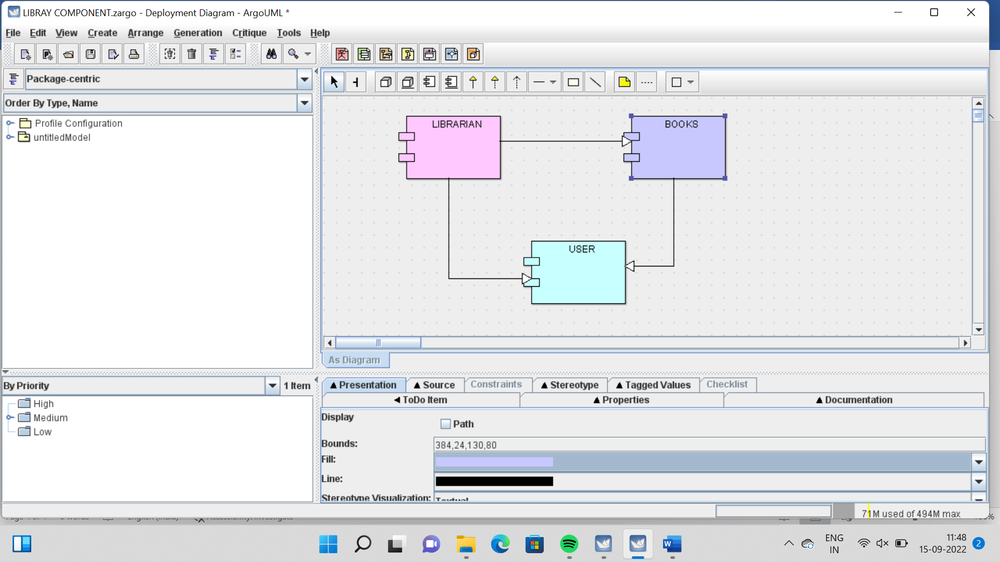 LIBRAY COMPONENT.zargo - Deployment Diagram - ArgoUML *
File Edit View Create Arrange Generation Critique Tools Help
Package-centric
Order By Type, Name
Profile Configuration
untitledModel
LIBRARIAN
BOOKS
USER
As Diagram
By Priority
1 Item
High
Medium
Low
Presentation Source Constraints Stereotype Tagged Values Checklist
ToDo Item Properties Documentation
Display
Path
Bounds: 384,24,130,80
Fill:
Line:
Stereotype Visualization: Textual
71M used of 494M max
ENG
IN
11:48
15-09-2022
2